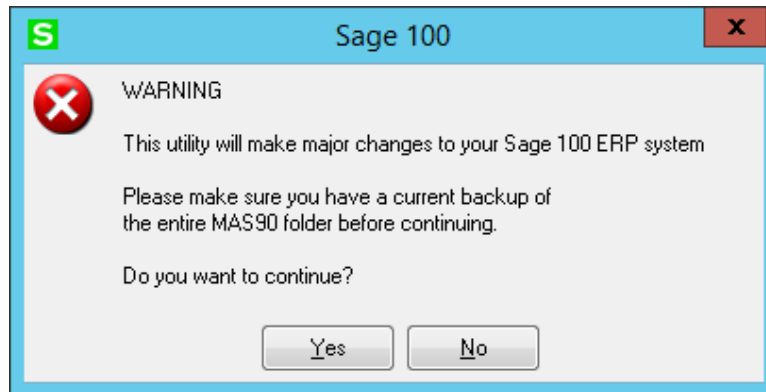 S
Sage 100
x
WARNING
This utility will make major changes to your Sage 100 ERP system
Please make sure you have a current backup of
the entire MAS90 folder before continuing.
Do you want to continue?
Yes
No